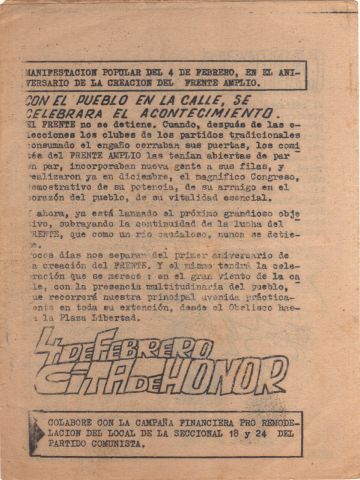 MANIFESTACION POPULAR DEL 4 DE FEBRERO, EN EL ANI-
VERSARIO DE LA CREACION DEL FRENTE AMPLIO.
CON EL PUEBLO EN LA CALLE, SE
CELEBRARA EL ACONTECIMIENTO.
El FRENTE no se detiene. Cuando, después de las e-
lecciones los clubes de los partidos tradicionales
consumado el engaño cerraban sus puertas, los comi
tés del FRENTE AMPLIO las tenían abiertas de par
en par, incorporaban nueva gente a sus filas, y
realizaron ya en diciembre, el magnífico Congreso,
demostrativo de su potencia, de su arraigo en el
corazón del pueblo, de su vitalidad esencial.
Y ahora, ya está lanzado el próximo grandioso obje
tivo, subrayando la continuidad de la lucha del
FRENTE, que como un río caudaloso, nunca se detie-
ne.
Pocos días nos separan del primer aniversario de
la creación del FRENTE. Y el mismo tendrá la cele-
bración que se merece: en el gran viento de la ca
lle, con la presencia multitudinaria del pueblo,
que recorrerá nuestra principal avenida práctica-
mente en toda su extensión, desde el Obelisco has-
ta la Plaza Libertad.
4 DE FEBRERO
CITA DE HONOR
COLABORE CON LA CAMPAÑA FINANCIERA PRO REMODE-
LACION DEL LOCAL DE LA SECCIONAL 18 y 24 DEL
PARTIDO COMUNISTA.